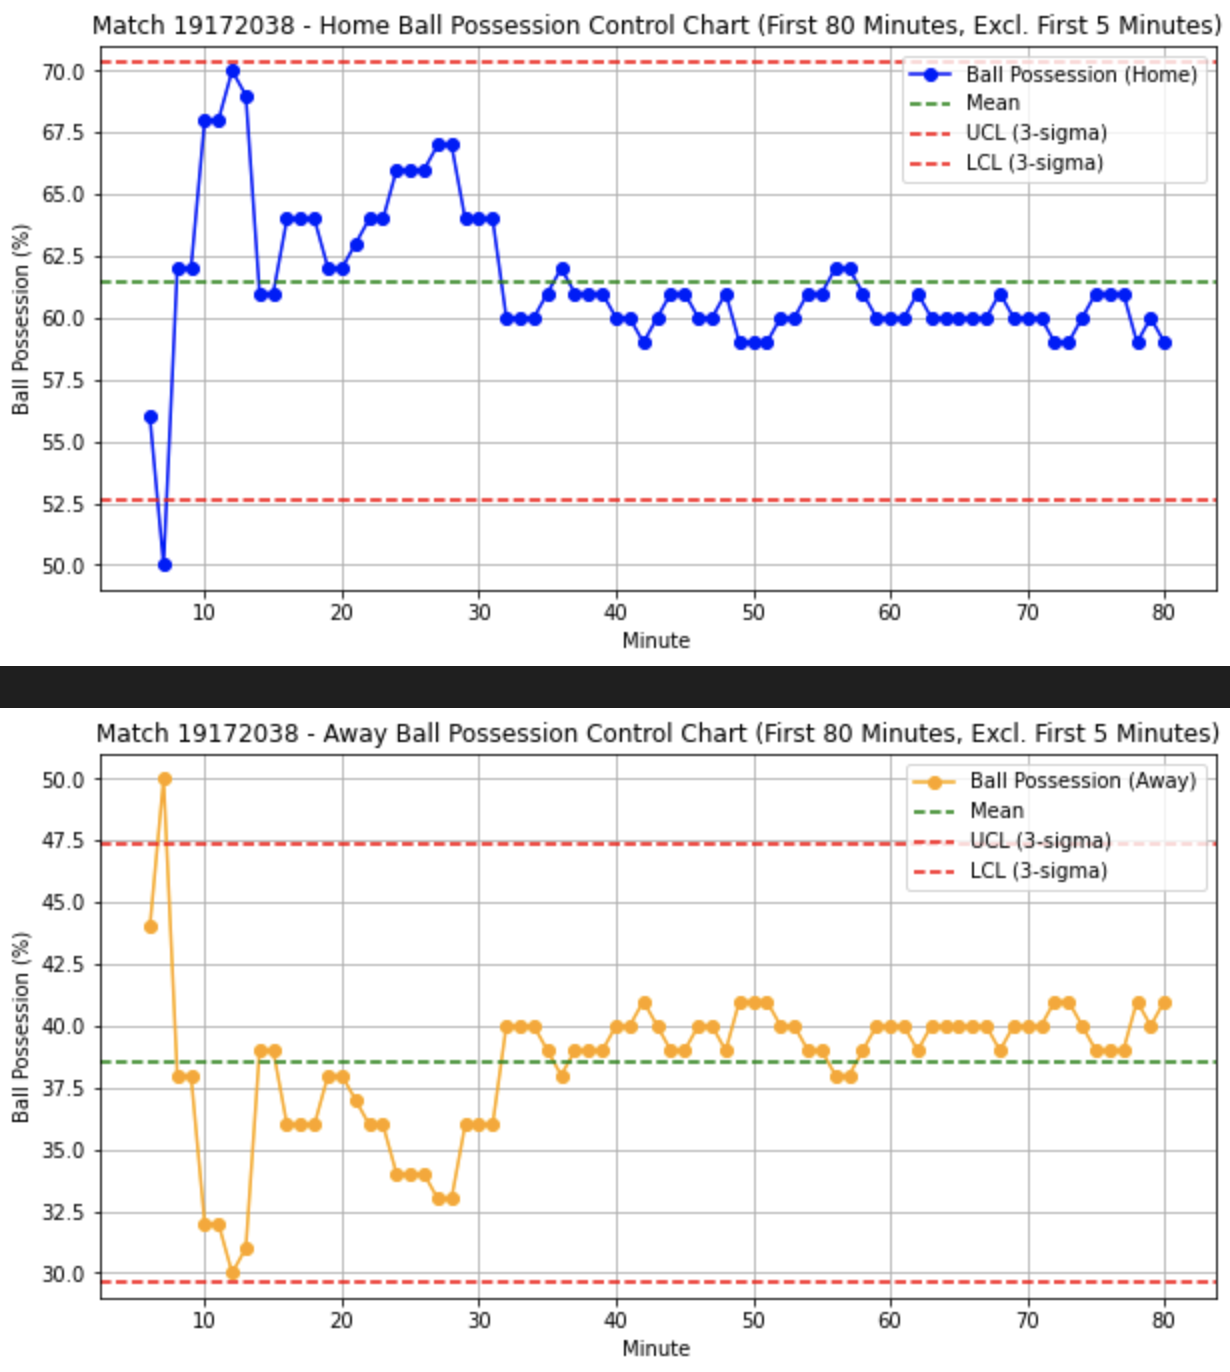 Match 19172038 - Home Ball Possession Control Chart (First 80 Minutes, Excl. First 5 Minutes)
Ball Possession (%)
70.0
67.5
65.0
62.5
60.0
57.5
55.0
52.5
50.0
Ball Possession (Home)
Mean
UCL (3-sigma)
LCL (3-sigma)
10 20 30 40 50 60 70 80
Minute
Match 19172038 - Away Ball Possession Control Chart (First 80 Minutes, Excl. First 5 Minutes)
Ball Possession (%)
50.0
47.5
45.0
42.5
40.0
37.5
35.0
32.5
30.0
Ball Possession (Away)
Mean
UCL (3-sigma)
LCL (3-sigma)
10 20 30 40 50 60 70 80
Minute